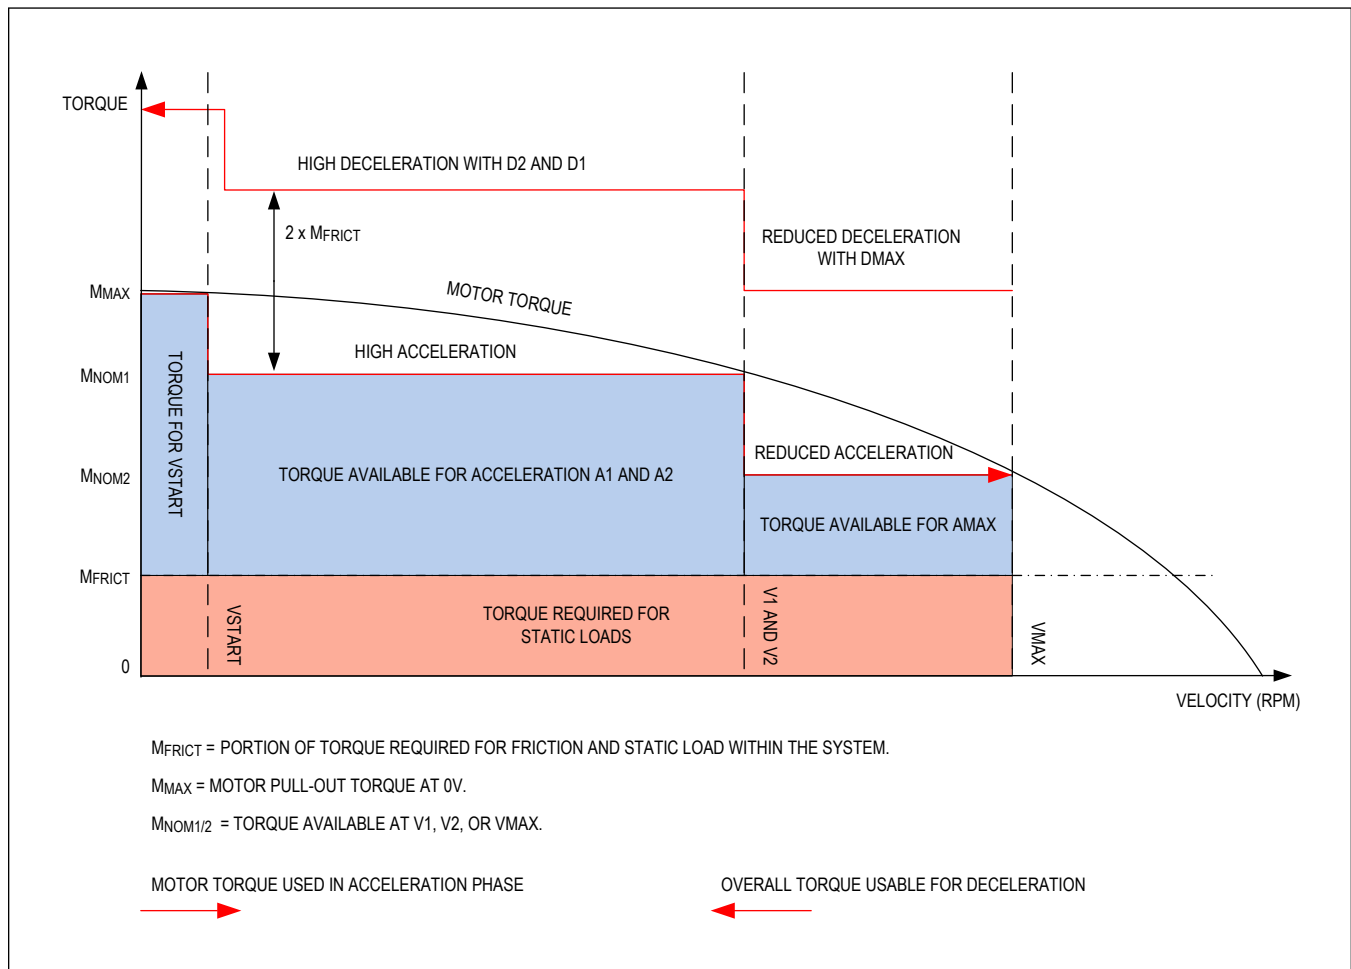 TORQUE
HIGH DECELERATION WITH D2 AND D1
2 x MFRICT
REDUCED DECELERATION
WITH DMAX
MMAX
MOTOR TORQUE
HIGH ACCELERATION
MNOM1
TORQUE FOR VSTART
REDUCED ACCELERATION
MNOM2
TORQUE AVAILABLE FOR ACCELERATION A1 AND A2
TORQUE AVAILABLE FOR AMAX
MFRICT
VSTART
TORQUE REQUIRED FOR
STATIC LOADS
V1 AND V2
VMAX
0
VELOCITY (RPM)
MFRICT = PORTION OF TORQUE REQUIRED FOR FRICTION AND STATIC LOAD WITHIN THE SYSTEM.
MMAX = MOTOR PULL-OUT TORQUE AT 0V.
MNOM1/2 = TORQUE AVAILABLE AT V1, V2, OR VMAX.
MOTOR TORQUE USED IN ACCELERATION PHASE
OVERALL TORQUE USABLE FOR DECELERATION